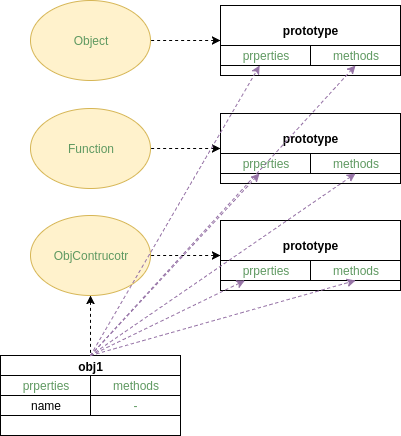 Object
prototype
prperties methods
Function
prototype
prperties methods
ObjContrucotr
prototype
prperties methods
obj1
prperties methods
name -